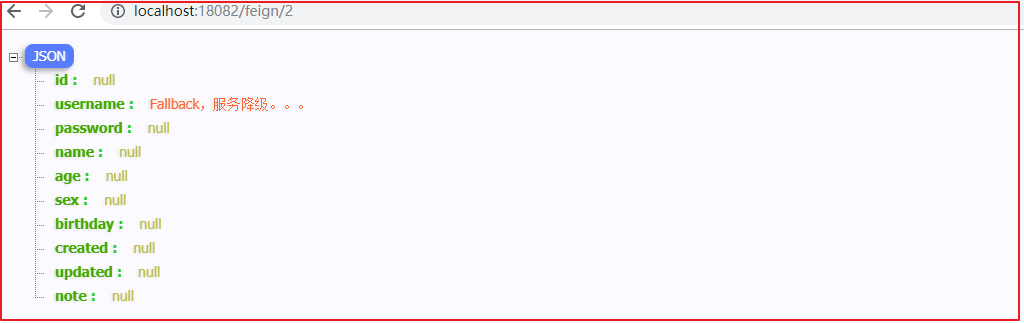 localhost:18082/feign/2
JSON
id : null
username : Fallback，服务降级。。。
password : null
name : null
age : null
sex : null
birthday : null
created : null
updated : null
note : null